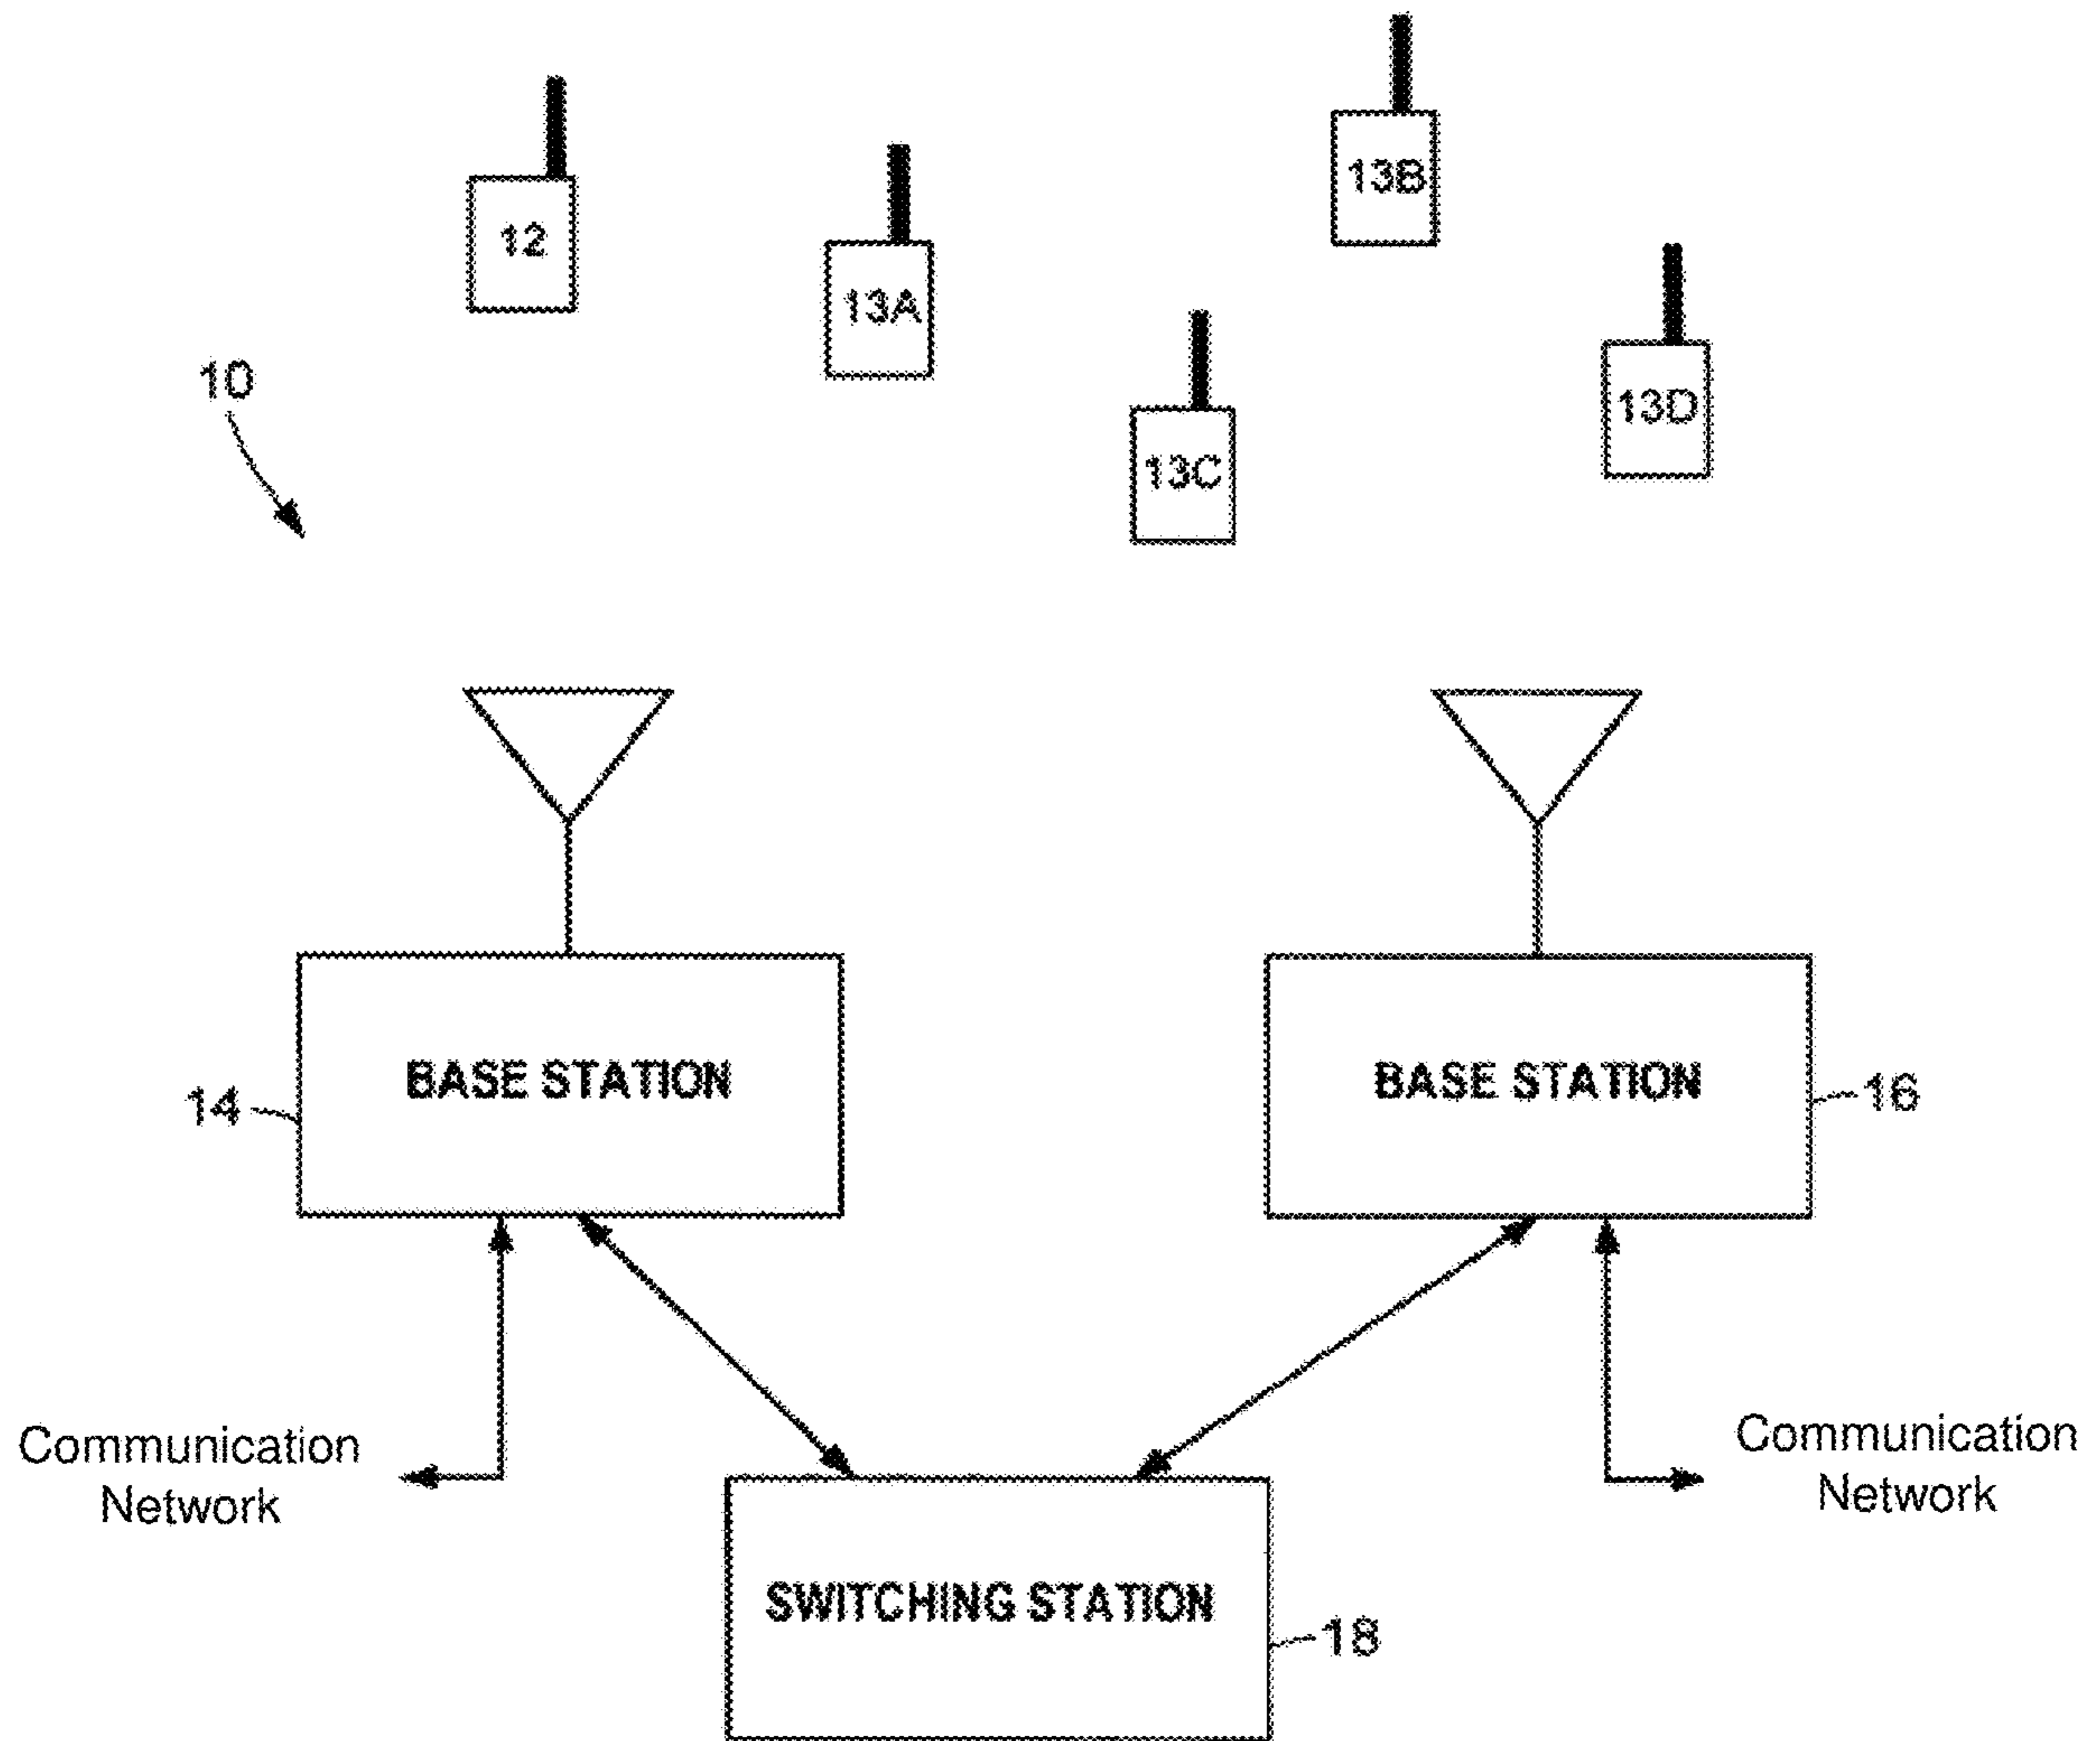 13B
12
13A
10
13D
13C
BASE STATION
14
BASE STATION
16
Communication
Network
Communication
Network
SWITCHING STATION
18